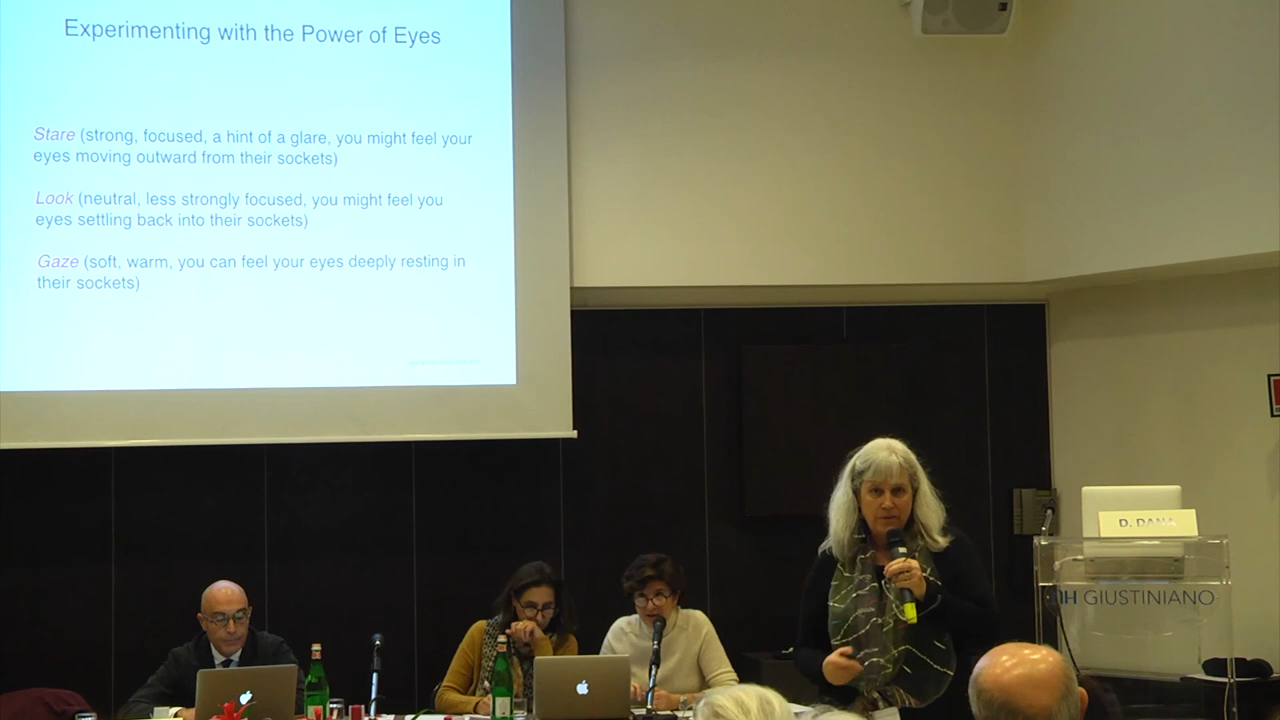 Experimenting with the Power of Eyes
Stare (strong, focused, a hint of a glare, you might feel your
eyes moving outward from their sockets)
Look (neutral, less strongly focused, you might feel you
eyes settling back into their sockets)
Gaze (soft, warm, you can feel your eyes deeply resting in
their sockets)
D. DANA
NH GIUSTINIANO